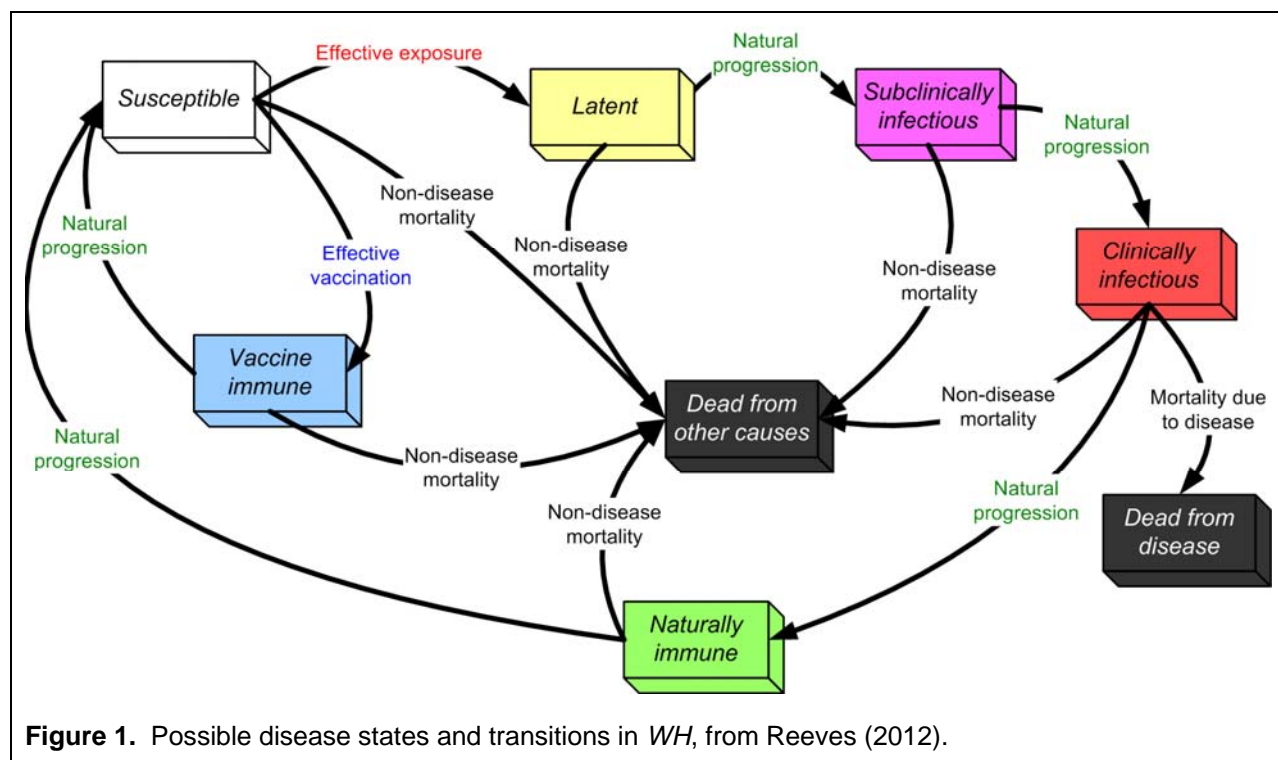 Effective exposure
Susceptible
Latent
Natural
progression
Subclinically
infectious
Natural
progression
Non-disease
mortality
Natural
progression
Effective
vaccination
Non-disease
mortality
Non-disease
mortality
Clinically
infectious
Vaccine
immune
Dead from
other causes
Non-disease
mortality
Mortality due
to disease
Natural
progression
Non-disease
mortality
Non-disease
mortality
Natural
progression
Dead from
disease
Naturally
immune
Figure 1. Possible disease states and transitions in WH, from Reeves (2012).